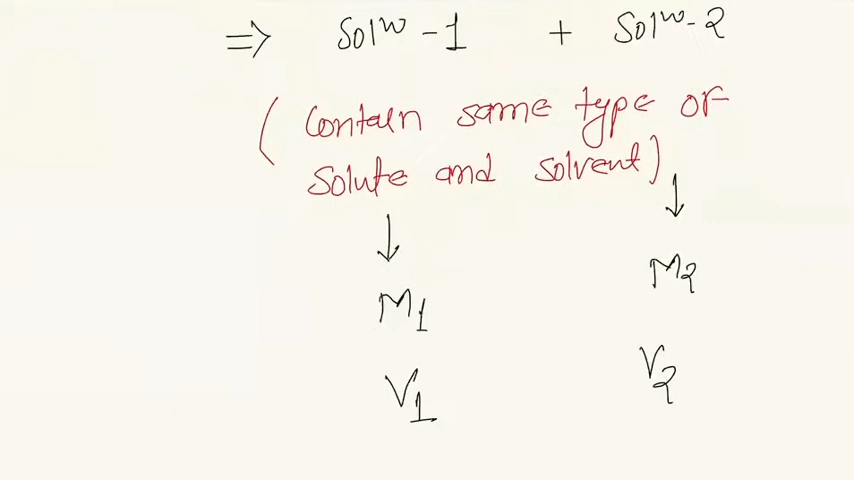 ⇒ Solⁿ -1 + Solⁿ-2
( Contain same type of
Solute and solvent)
↓ ↓
M₁ M₂
V₁ V₂